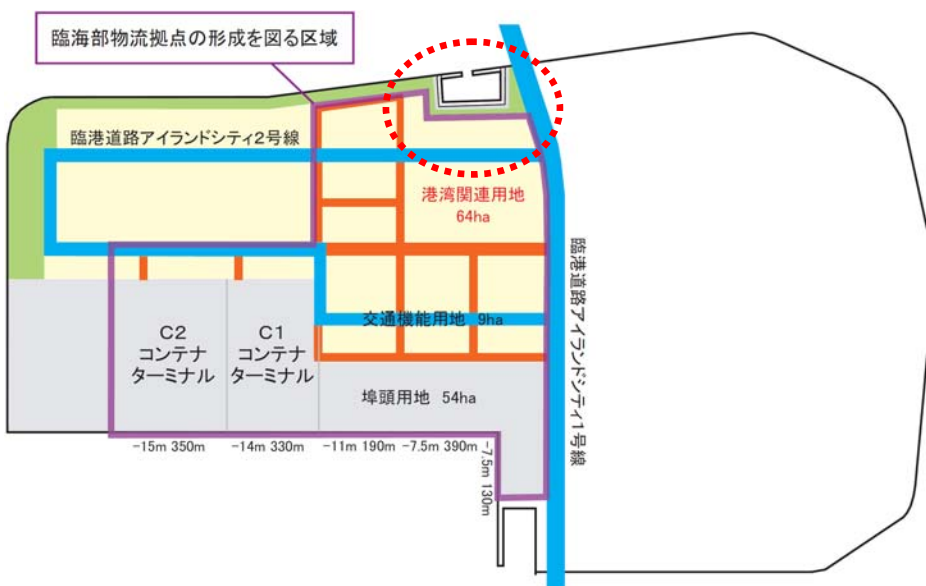 臨海部物流拠点の形成を図る区域
臨港道路アイランドシティ2号線
港湾関連用地
64ha
臨港道路アイランドシティ1号線
交通機能用地 9ha
C2
コンテナ
ターミナル
C1
コンテナ
ターミナル
埠頭用地 54ha
-15m 350m
-14m 330m
-11m 190m
-7.5m 390m
-7.5m 130m